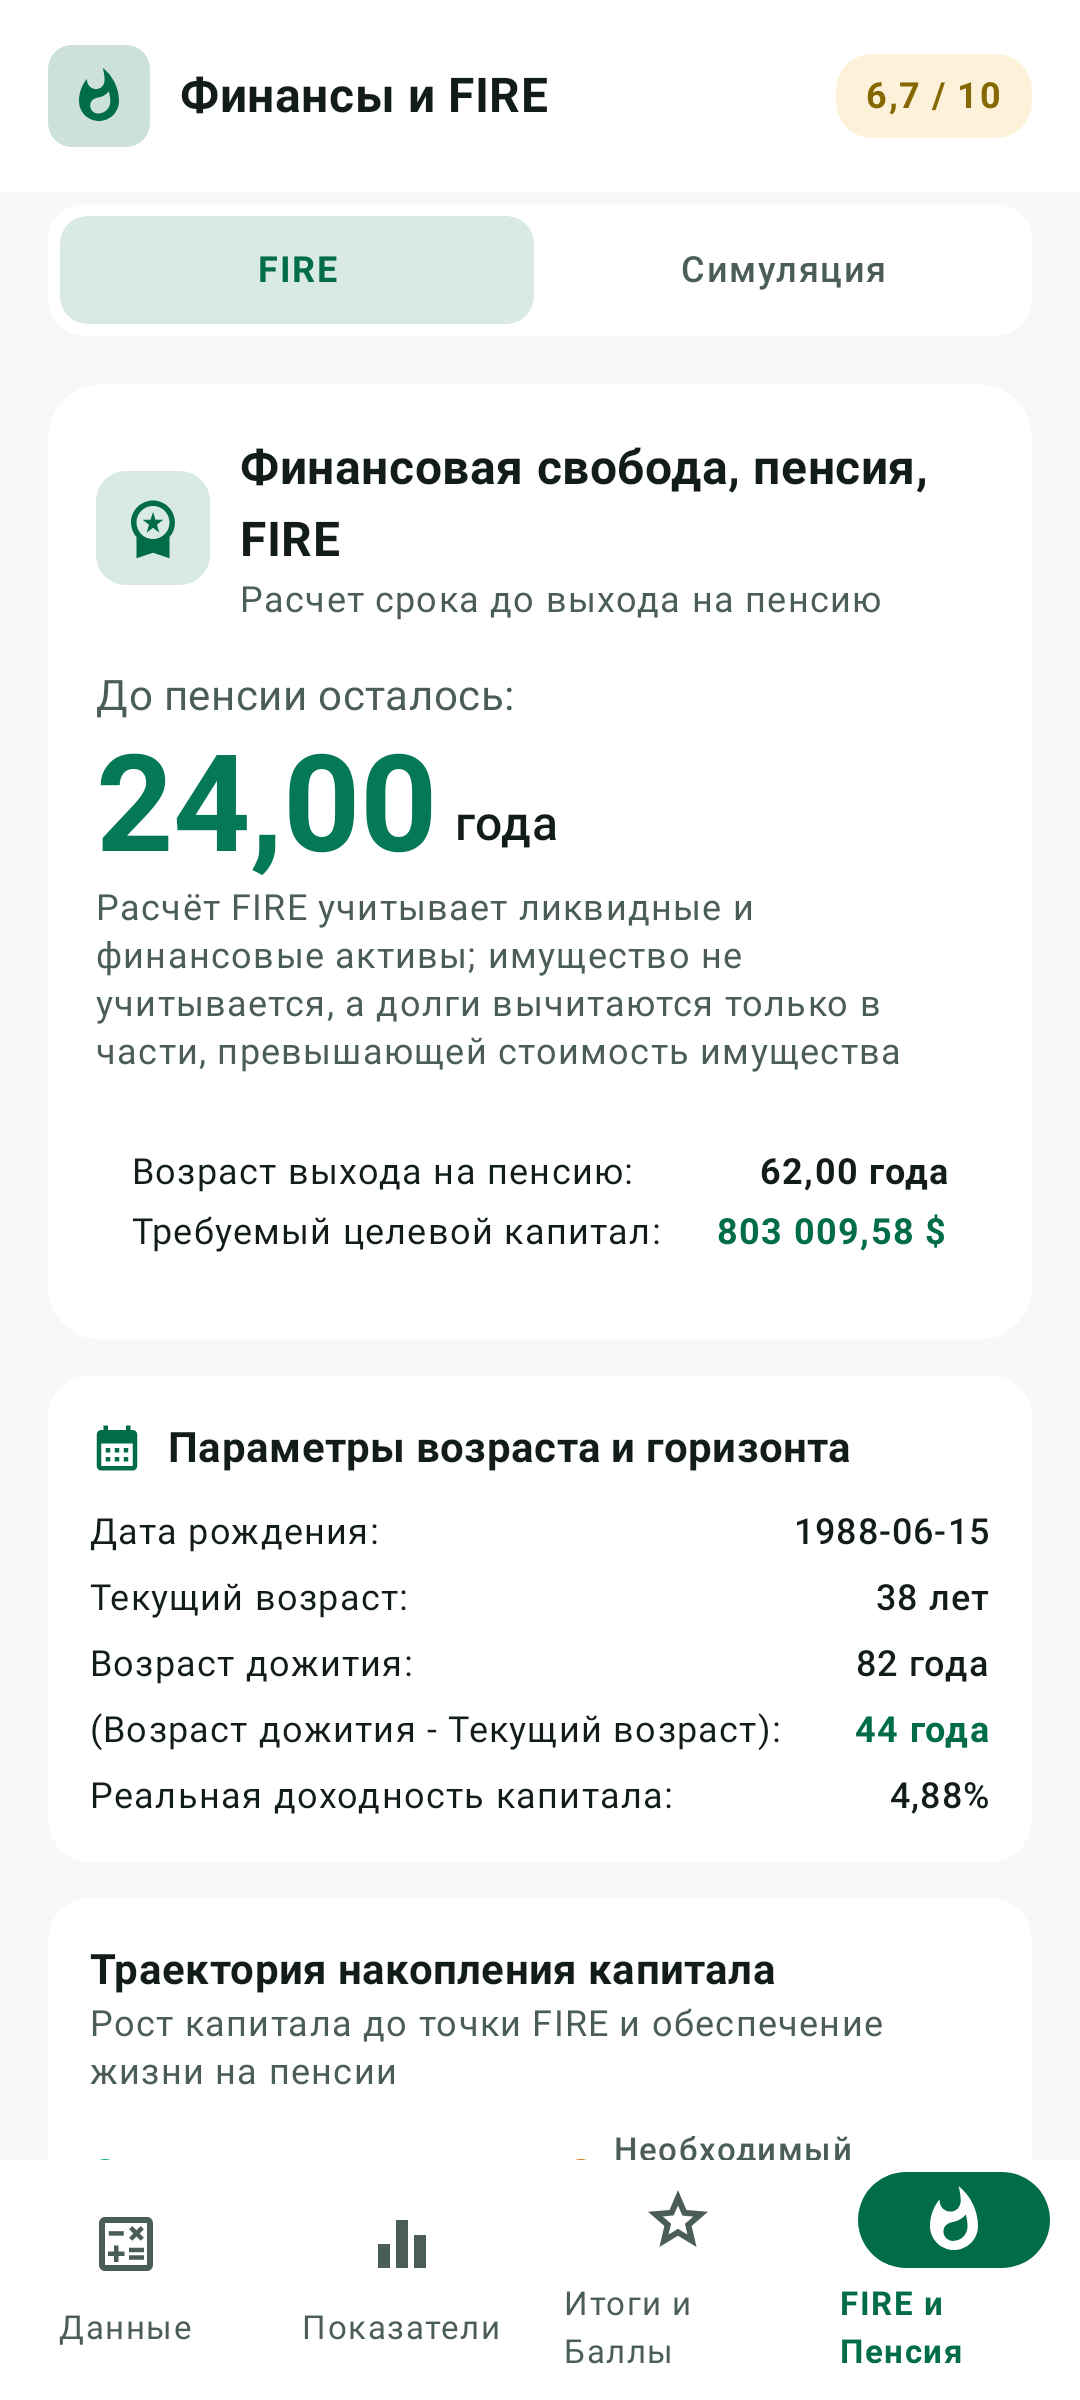 Финансы и FIRE
6,7 / 10
FIRE
Симуляция
Финансовая свобода, пенсия,
FIRE
Расчет срока до выхода на пенсию
До пенсии осталось:
24,00 года
Расчёт FIRE учитывает ликвидные и
финансовые активы; имущество не
учитывается, а долги вычитаются только в
части, превышающей стоимость имущества
Возраст выхода на пенсию: 62,00 года
Требуемый целевой капитал: 803 009,58 $
Параметры возраста и горизонта
Дата рождения: 1988-06-15
Текущий возраст: 38 лет
Возраст дожития: 82 года
(Возраст дожития - Текущий возраст): 44 года
Реальная доходность капитала: 4,88%
Траектория накопления капитала
Рост капитала до точки FIRE и обеспечение
жизни на пенсии
Необходимый
Данные
Показатели
Итоги и
Баллы
FIRE и
Пенсия